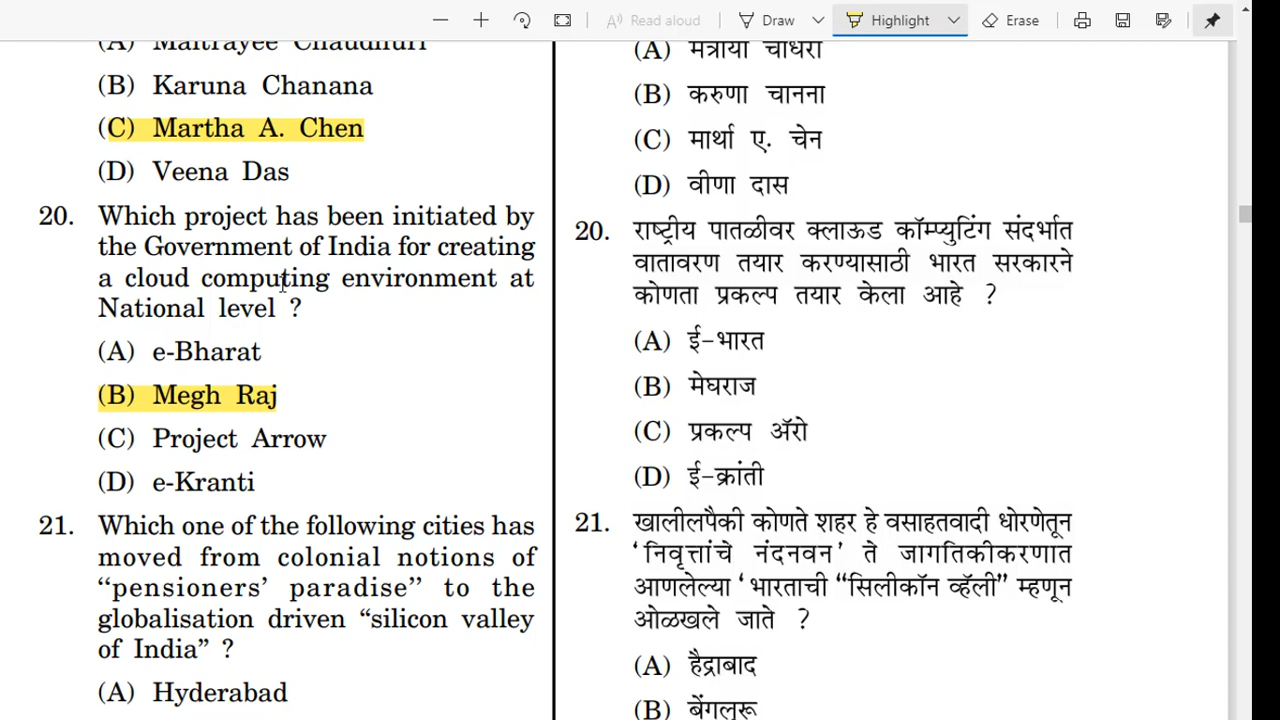 Read aloud Draw Highlight Erase
(A) Maitrayee Chaudhuri
(B) Karuna Chanana
(C) Martha A. Chen
(D) Veena Das
20. Which project has been initiated by
the Government of India for creating
a cloud computing environment at
National level ?
(A) e-Bharat
(B) Megh Raj
(C) Project Arrow
(D) e-Kranti
21. Which one of the following cities has
moved from colonial notions of
“pensioners’ paradise” to the
globalisation driven “silicon valley
of India” ?
(A) Hyderabad
(A) मैत्रीयी चौधरी
(B) करुणा चानना
(C) मार्था ए. चेन
(D) वीणा दास
20. राष्ट्रीय पातळीवर क्लाऊड कॉम्प्युटिंग संदर्भात
वातावरण तयार करण्यासाठी भारत सरकारने
कोणता प्रकल्प तयार केला आहे ?
(A) ई-भारत
(B) मेघराज
(C) प्रकल्प ॲरो
(D) ई-क्रांती
21. खालीलपैकी कोणते शहर हे वसाहतवादी धोरणेतून
‘निवृत्तांचे नंदनवन’ ते जागतिकीकरणात
आणलेल्या ‘भारताची “सिलीकॉन व्हॅली” म्हणून
ओळखले जाते ?
(A) हैद्राबाद
(B) बेंगलुरू